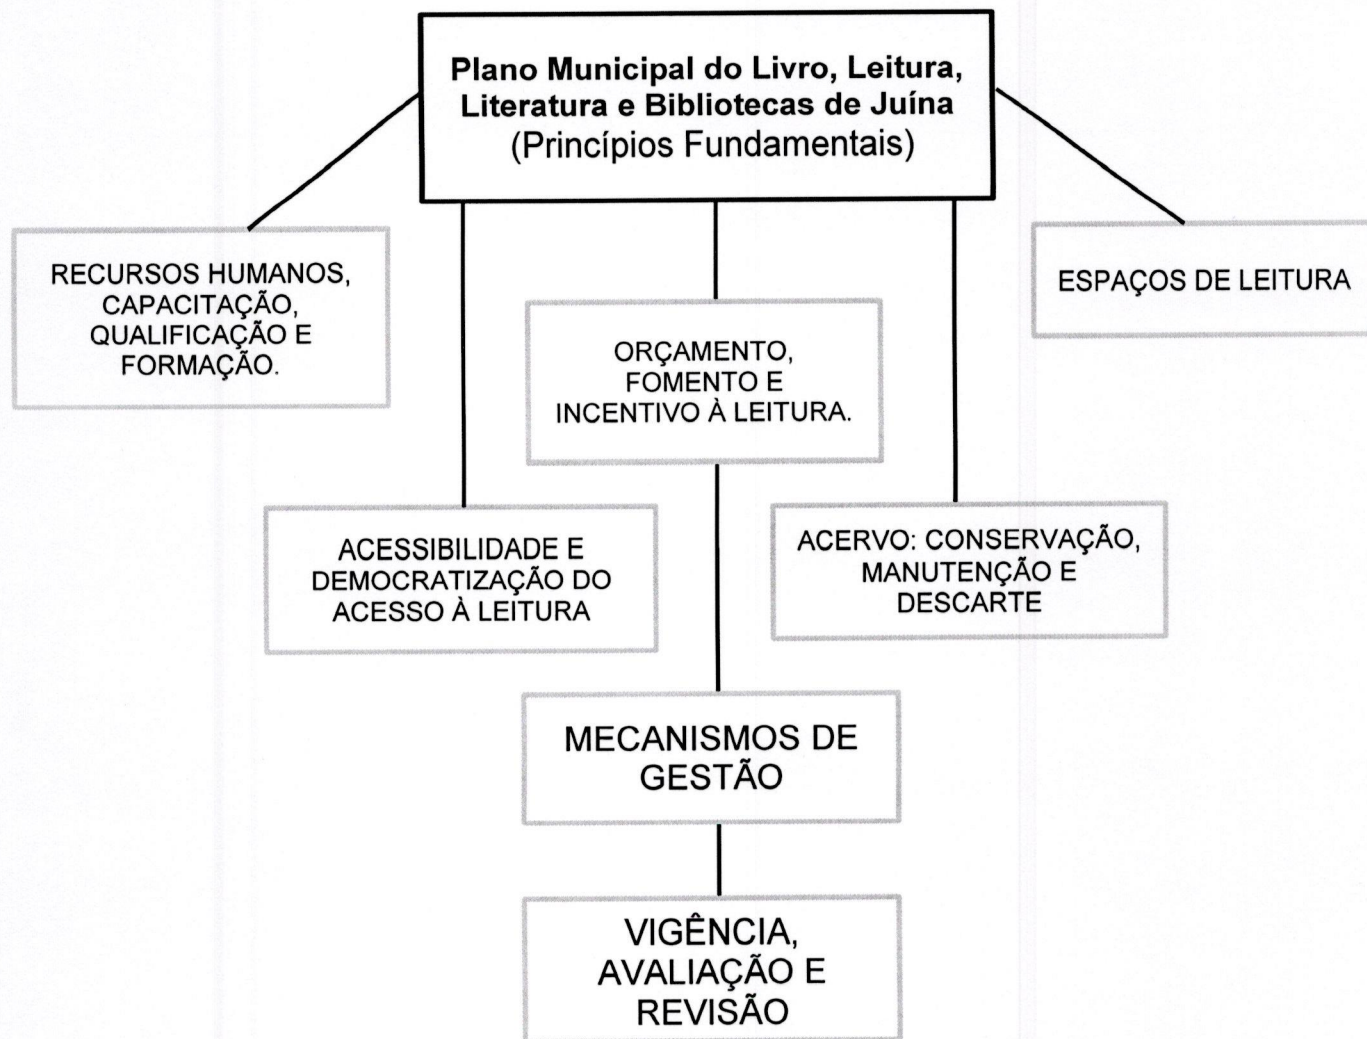 Plano Municipal do Livro, Leitura,
Literatura e Bibliotecas de Juína
(Princípios Fundamentais)
RECURSOS HUMANOS,
CAPACITAÇÃO,
QUALIFICAÇÃO E
FORMAÇÃO.
ESPAÇOS DE LEITURA
ORÇAMENTO,
FOMENTO E
INCENTIVO À LEITURA.
ACESSIBILIDADE E
DEMOCRATIZAÇÃO DO
ACESSO À LEITURA
ACERVO: CONSERVAÇÃO,
MANUTENÇÃO E
DESCARTE
MECANISMOS DE
GESTÃO
VIGÊNCIA,
AVALIAÇÃO E
REVISÃO